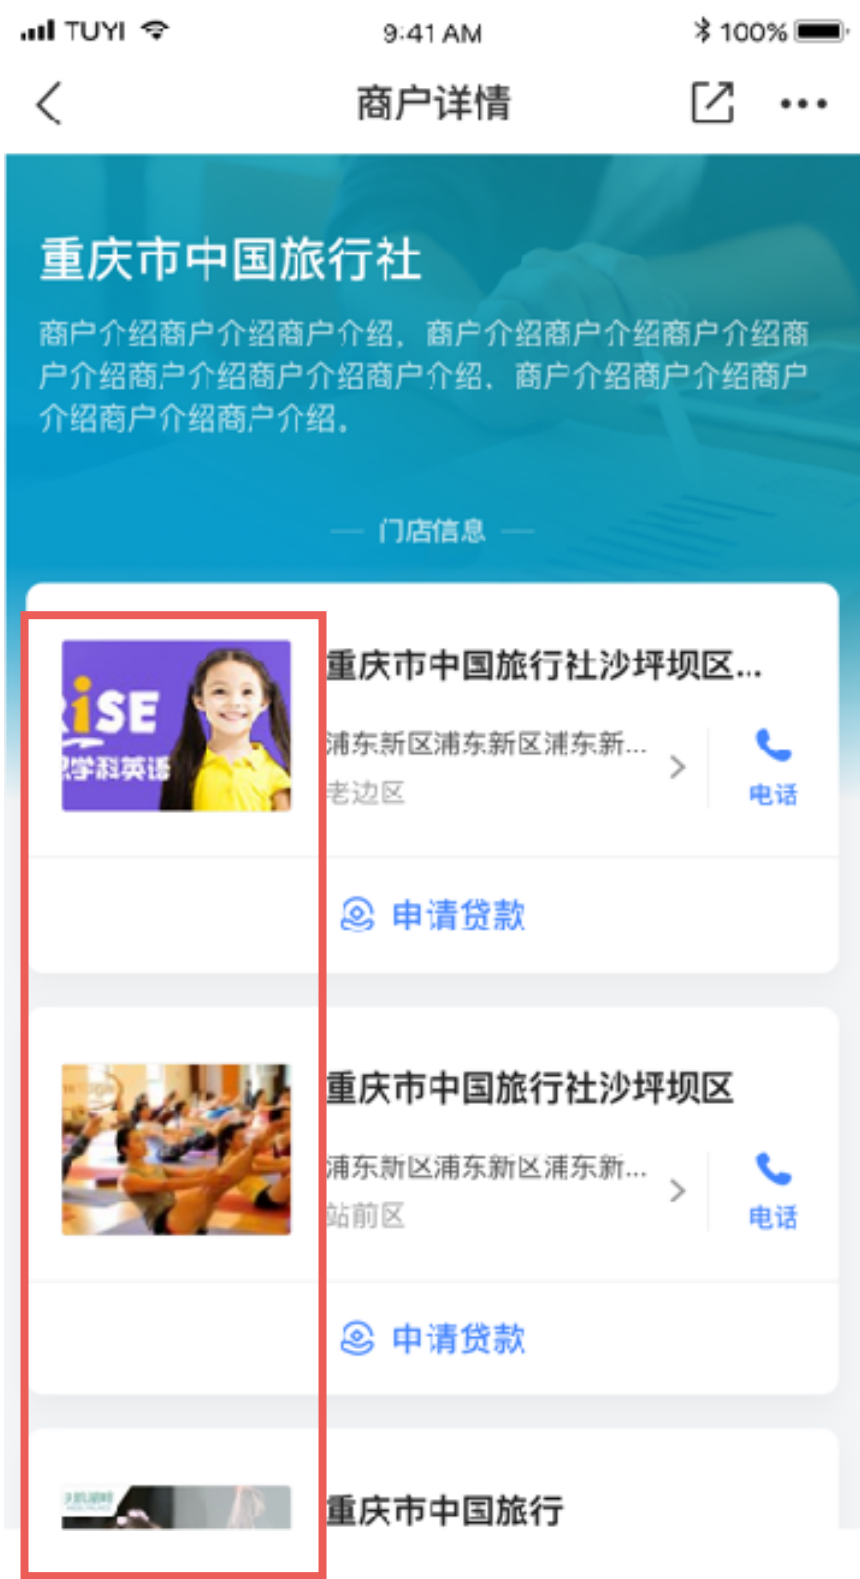 TUYI
9:41 AM
100%
商户详情
重庆市中国旅行社
商户介绍商户介绍商户介绍，商户介绍商户介绍商户介绍商
户介绍商户介绍商户介绍商户介绍、商户介绍商户介绍商户
介绍商户介绍商户介绍。
门店信息
RiSE
学科英语
重庆市中国旅行社沙坪坝区...
浦东新区浦东新区浦东新...
老边区
电话
申请贷款
重庆市中国旅行社沙坪坝区
浦东新区浦东新区浦东新...
站前区
电话
申请贷款
重庆市中国旅行